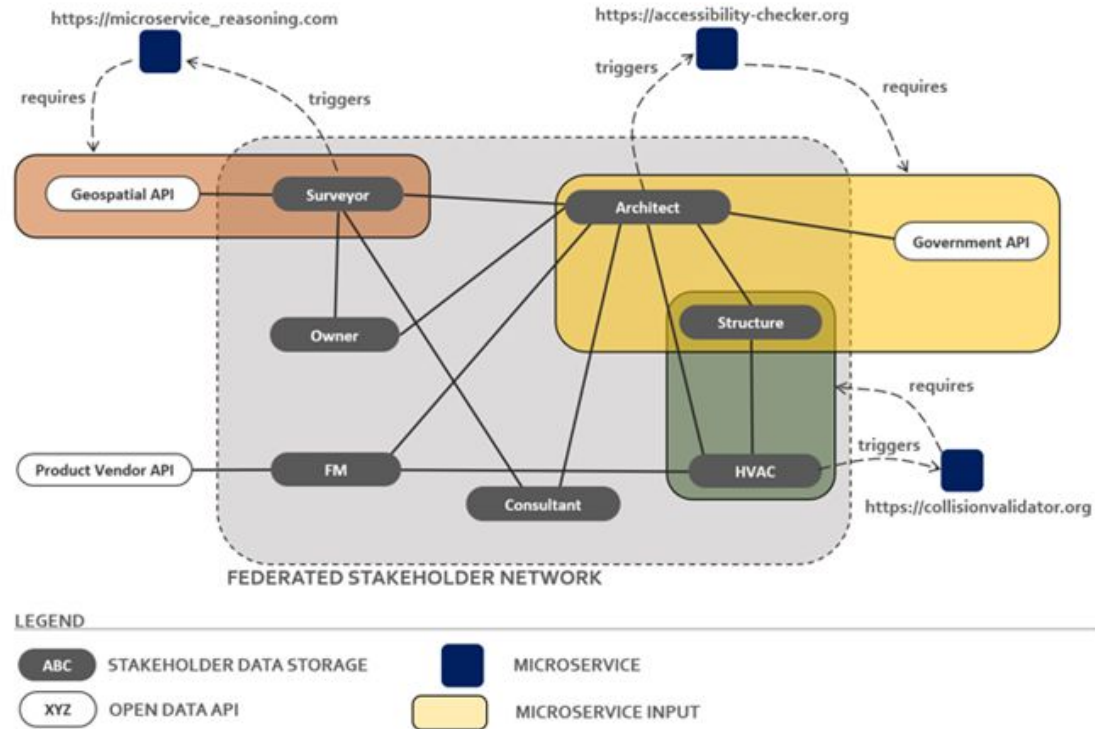 https://microservice_reasoning.com
https://accessibility-checker.org
requires
triggers
triggers
requires
Geospatial API
Surveyor
Architect
Government API
Owner
Structure
requires
triggers
Product Vendor API
FM
HVAC
Consultant
https://collisionvalidator.org
FEDERATED STAKEHOLDER NETWORK
LEGEND
ABC
STAKEHOLDER DATA STORAGE
MICROSERVICE
XYZ
OPEN DATA API
MICROSERVICE INPUT